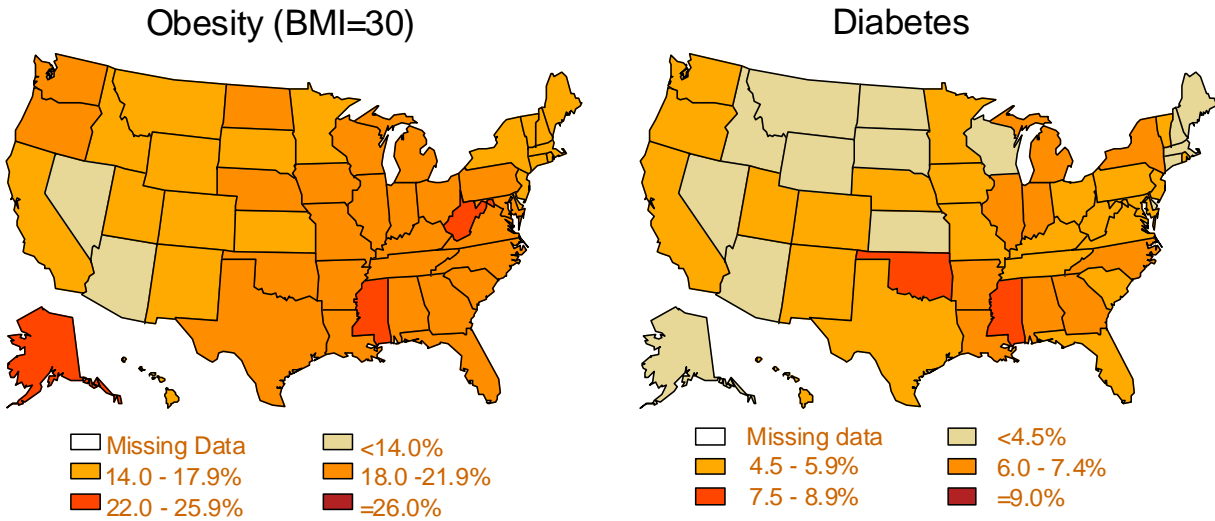 Obesity (BMI=30)
Missing Data
<14.0%
14.0 - 17.9%
18.0 -21.9%
22.0 - 25.9%
=26.0%
Diabetes
Missing data
<4.5%
4.5 - 5.9%
6.0 - 7.4%
7.5 - 8.9%
=9.0%